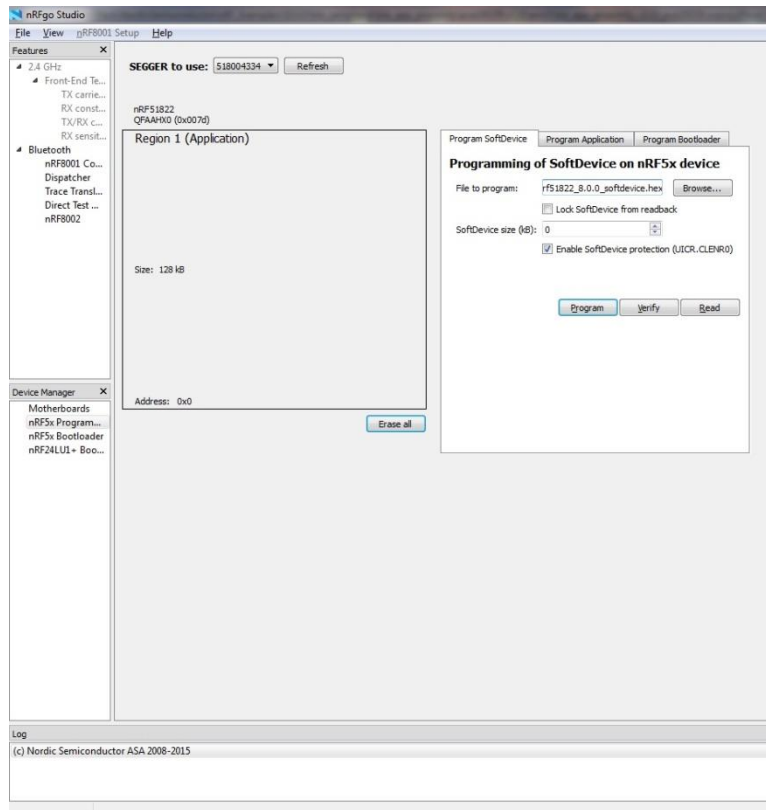 nRFgo Studio
File View nRF8001 Setup Help
Features ×
2.4 GHz
Front-End Te...
TX carrie...
RX const...
TX/RX c...
RX sensit...
Bluetooth
nRF8001 Co...
Dispatcher
Trace Transl...
Direct Test ...
nRF8002
Device Manager ×
Motherboards
nRF5x Program...
nRF5x Bootloader
nRF24LU1+ Boo...
SEGGER to use: 518004334 Refresh
nRF51822
QFAAHX0 (0x007d)
Region 1 (Application)
Size: 128 kB
Address: 0x0
Erase all
Program SoftDevice Program Application Program Bootloader
Programming of SoftDevice on nRF5x device
File to program: rf51822_8.0.0_softdevice.hex Browse...
Lock SoftDevice from readback
SoftDevice size (kB): 0
Enable SoftDevice protection (UICR.CLENR0)
Program Verify Read
Log
(c) Nordic Semiconductor ASA 2008-2015